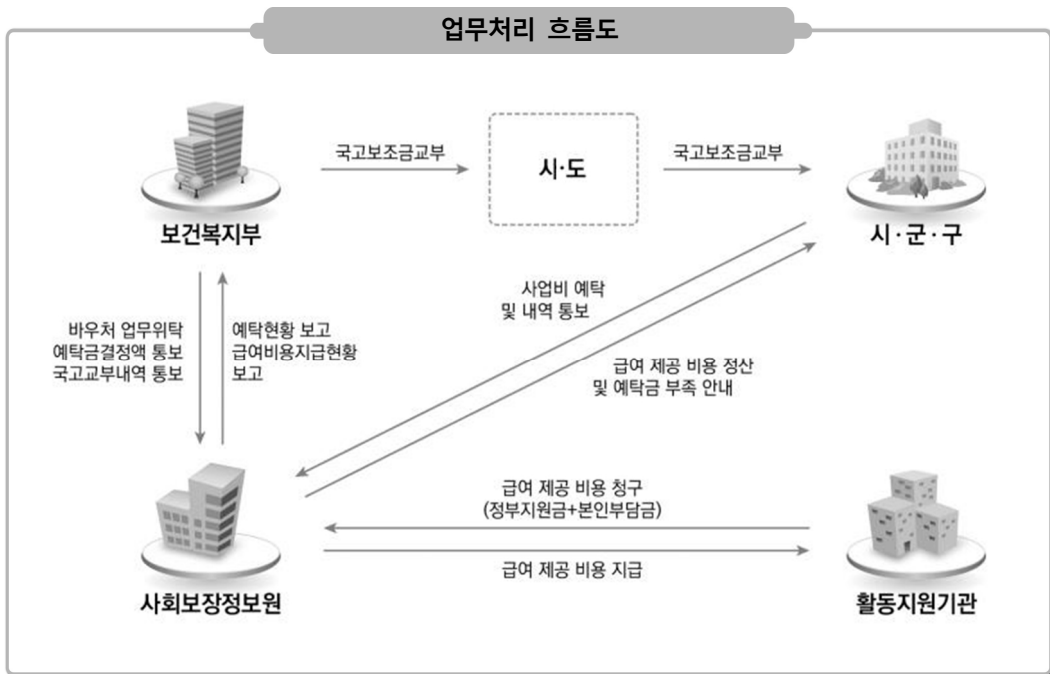 업무처리 흐름도
국고보조금교부
시·도
국고보조금교부
보건복지부
시·군·구
사업비 예탁
및 내역 통보
바우처 업무위탁
예탁금결정액 통보
국고교부내역 통보
예탁현황 보고
급여비용지급현황
보고
급여 제공 비용 정산
및 예탁금 부족 안내
급여 제공 비용 청구
(정부지원금+본인부담금)
급여 제공 비용 지급
사회보장정보원
활동지원기관